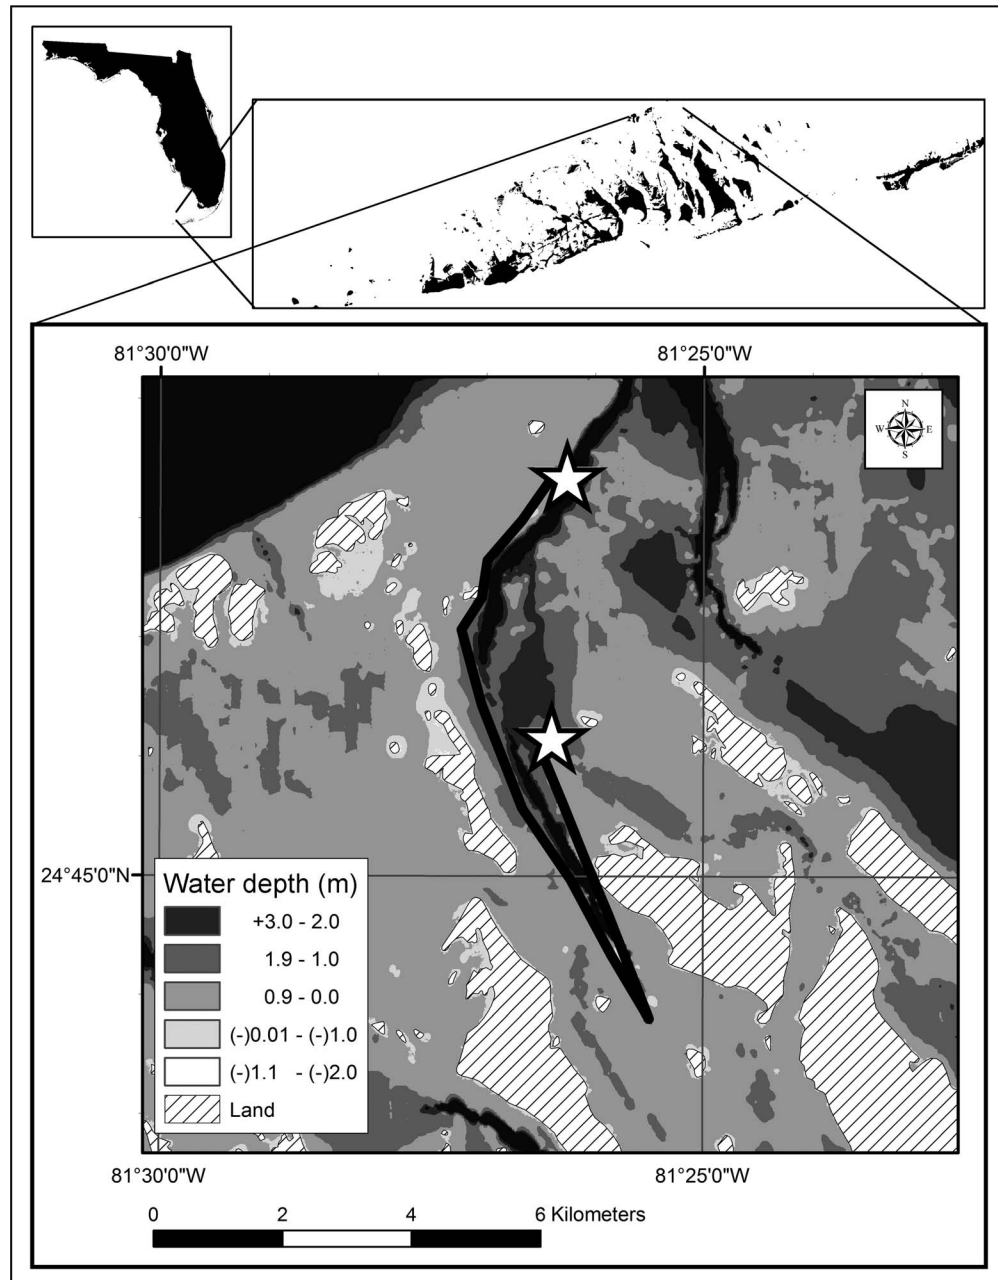 81°30'0"W 81°25'0"W
N
W E
S
24°45'0"N
Water depth (m)
+3.0 - 2.0
1.9 - 1.0
0.9 - 0.0
(-)0.01 - (-)1.0
(-)1.1 - (-)2.0
Land
81°30'0"W 81°25'0"W
0 2 4 6 Kilometers